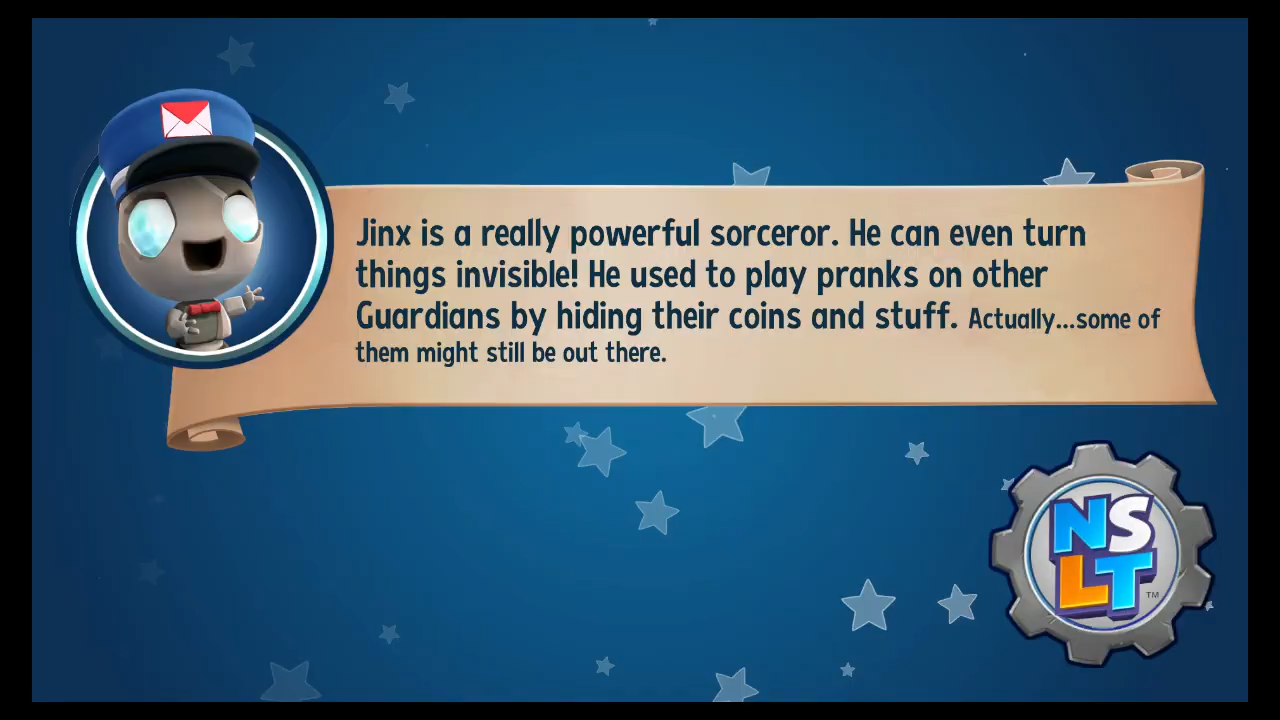 Jinx is a really powerful sorceror. He can even turn
things invisible! He used to play pranks on other
Guardians by hiding their coins and stuff. Actually...some of
them might still be out there.
NS
LT
TM